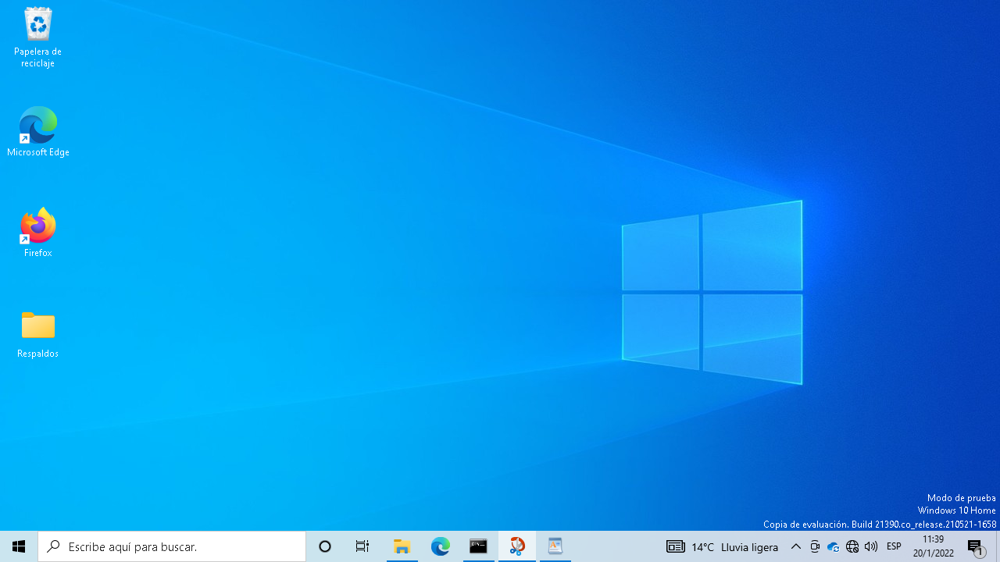 Papelera de
reciclaje
Microsoft Edge
Firefox
Respaldos
Modo de prueba
Windows 10 Home
Copia de evaluación. Build 21390.co_release.210521-1658
Escribe aquí para buscar.
14°C Lluvia ligera
ESP
11:39
20/1/2022
1